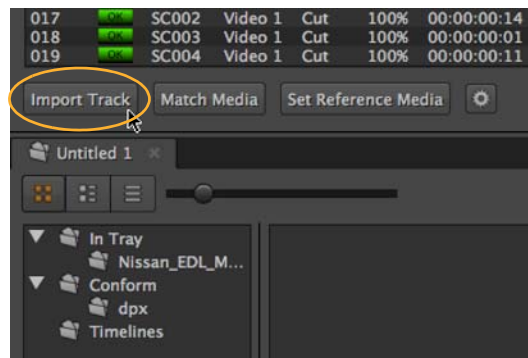 017 OK SC002 Video 1 Cut 100% 00:00:00:14
018 OK SC003 Video 1 Cut 100% 00:00:00:01
019 OK SC004 Video 1 Cut 100% 00:00:00:11
Import Track Match Media Set Reference Media
Untitled 1
In Tray
Nissan_EDL_M...
Conform
dpx
Timelines